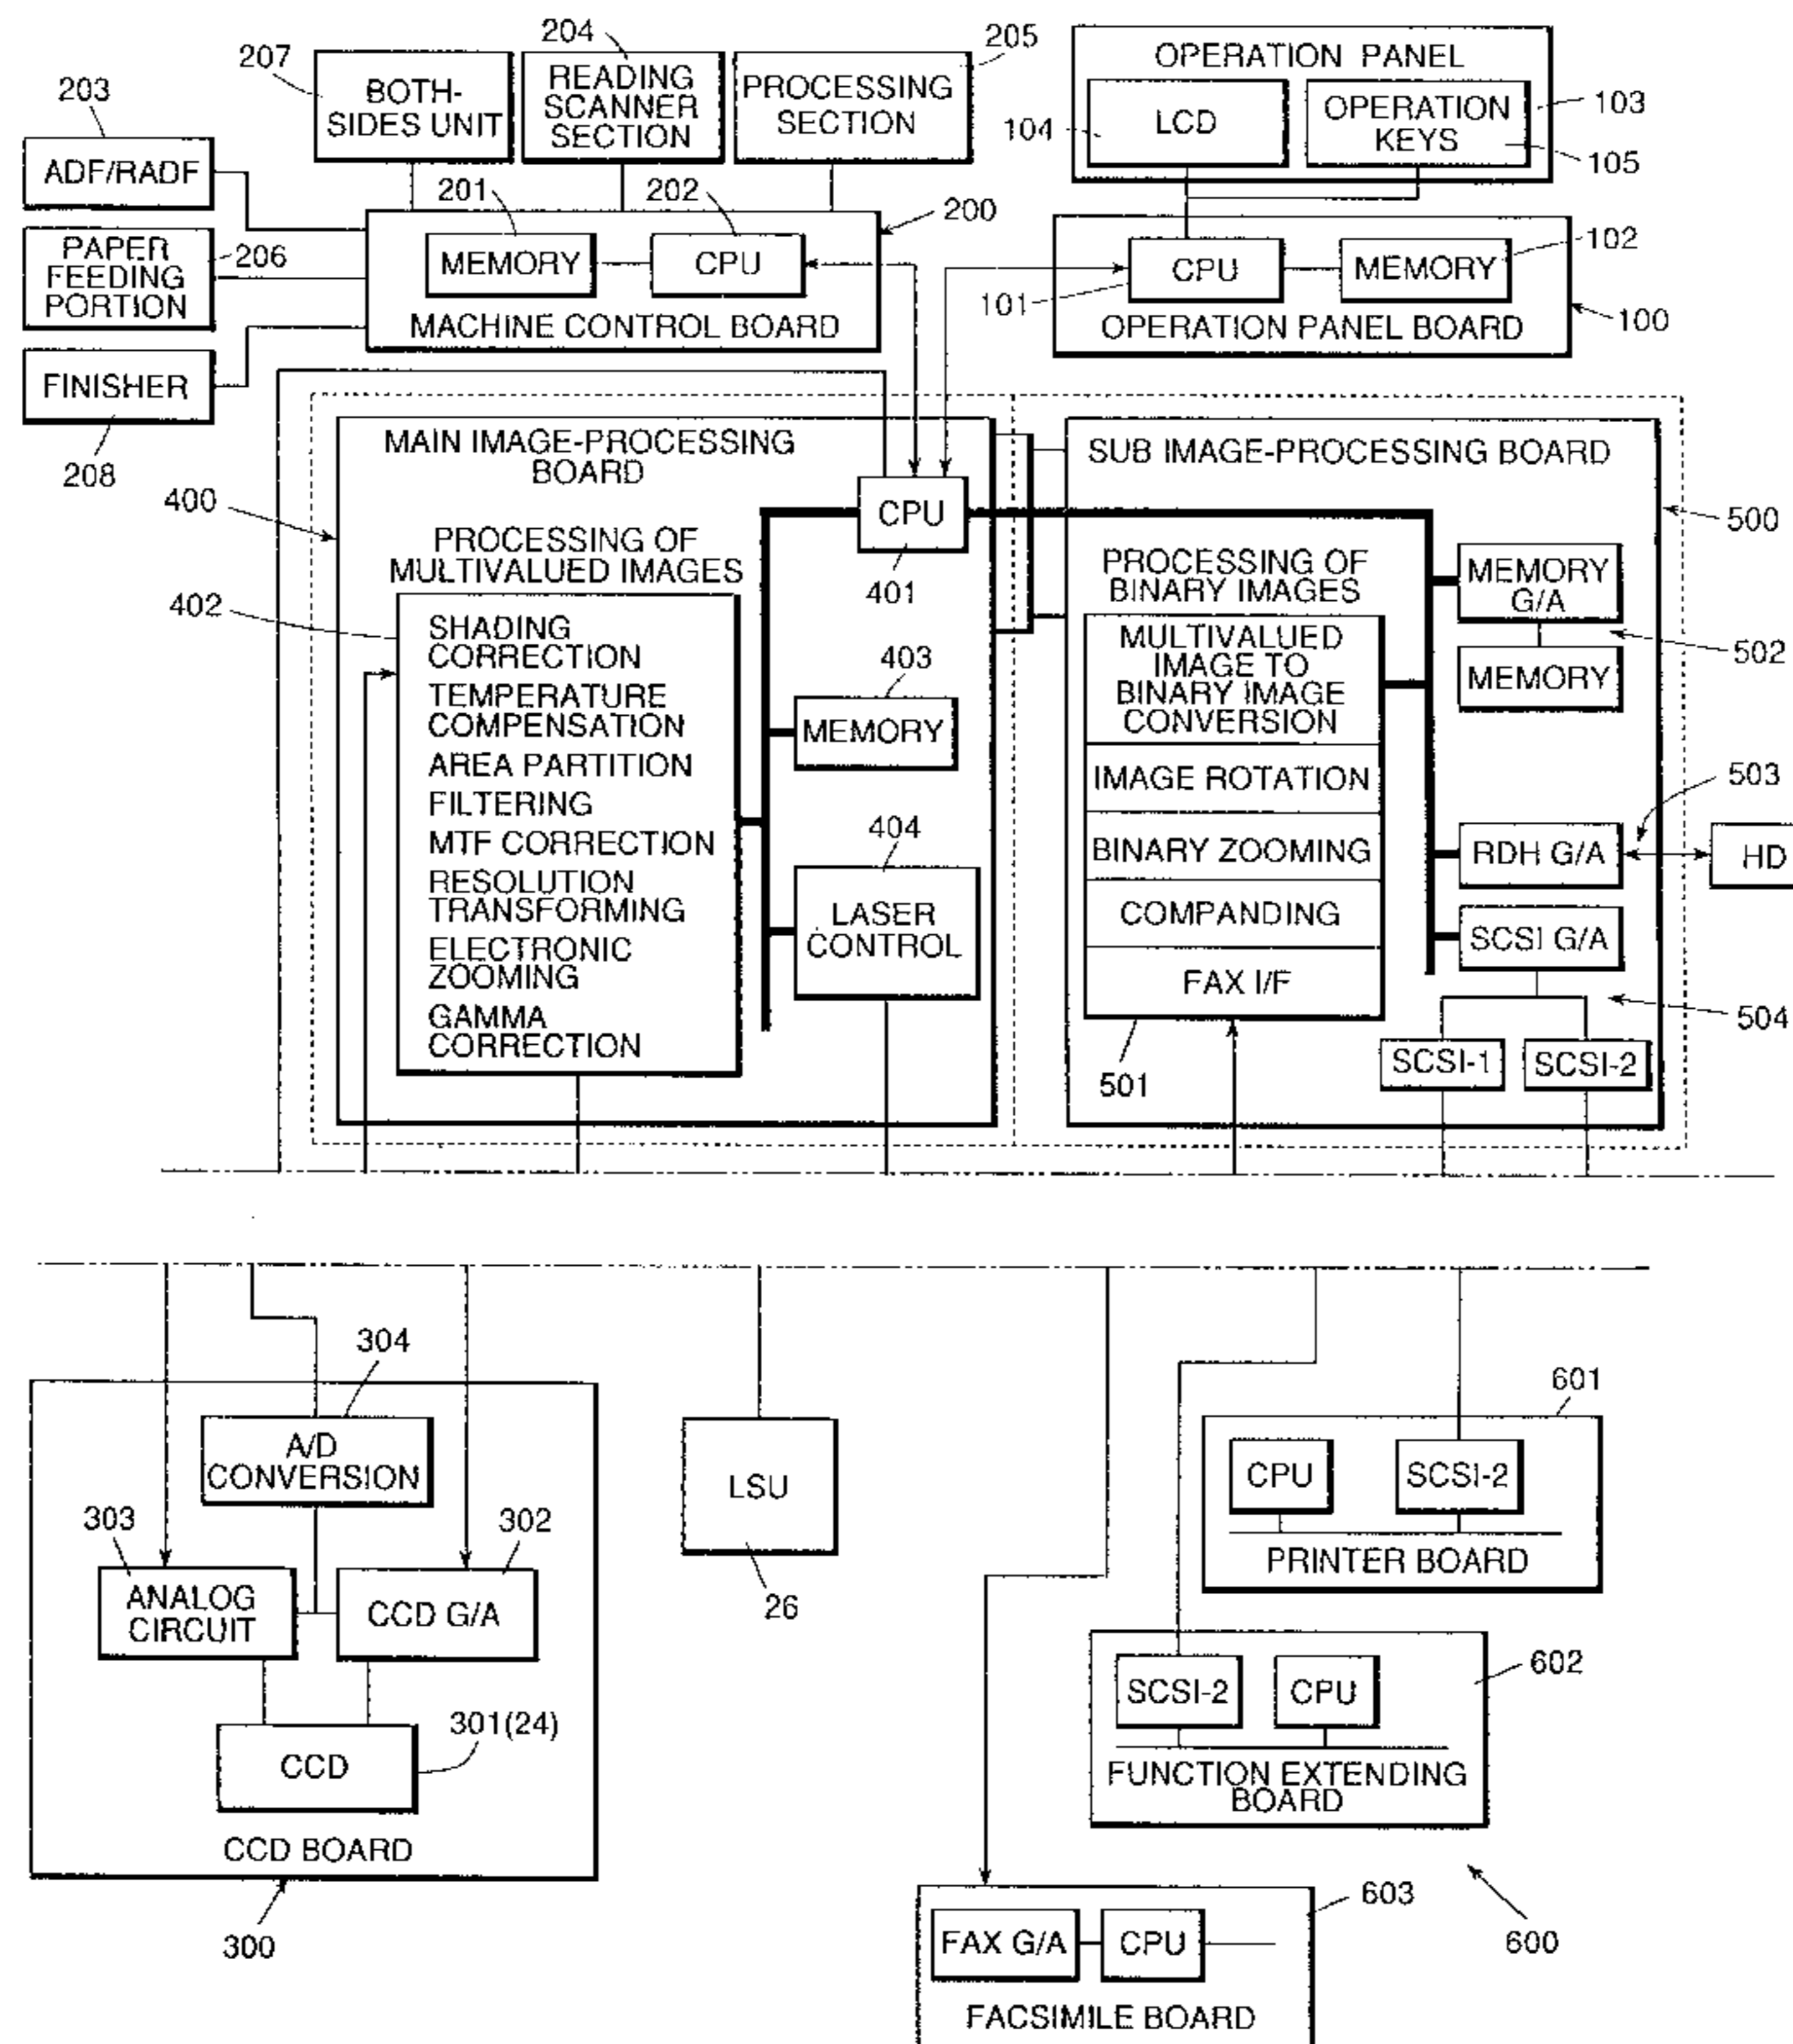 204
205
207
BOTH-
SIDES UNIT
READING
SCANNER
SECTION
PROCESSING
SECTION
OPERATION PANEL
LCD
OPERATION
KEYS
103
104
105
203
ADF/RADF
201
202
200
PAPER
FEEDING
PORTION
206
MEMORY
CPU
MACHINE CONTROL BOARD
CPU
MEMORY
102
101
OPERATION PANEL BOARD
100
FINISHER
208
MAIN IMAGE-PROCESSING
BOARD
SUB IMAGE-PROCESSING BOARD
400
CPU
401
500
PROCESSING OF
MULTIVALUED IMAGES
402
SHADING
CORRECTION
TEMPERATURE
COMPENSATION
AREA PARTITION
FILTERING
MTF CORRECTION
RESOLUTION
TRANSFORMING
ELECTRONIC
ZOOMING
GAMMA
CORRECTION
403
MEMORY
404
LASER
CONTROL
PROCESSING OF
BINARY IMAGES
MULTIVALUED
IMAGE TO
BINARY IMAGE
CONVERSION
IMAGE ROTATION
BINARY ZOOMING
COMPANDING
FAX I/F
501
MEMORY
G/A
502
MEMORY
503
RDH G/A
HD
SCSI G/A
504
SCSI-1
SCSI-2
304
A/D
CONVERSION
303
302
ANALOG
CIRCUIT
CCD G/A
301(24)
CCD
CCD BOARD
300
LSU
26
601
CPU
SCSI-2
PRINTER BOARD
602
SCSI-2
CPU
FUNCTION EXTENDING
BOARD
603
600
FAX G/A
CPU
FACSIMILE BOARD